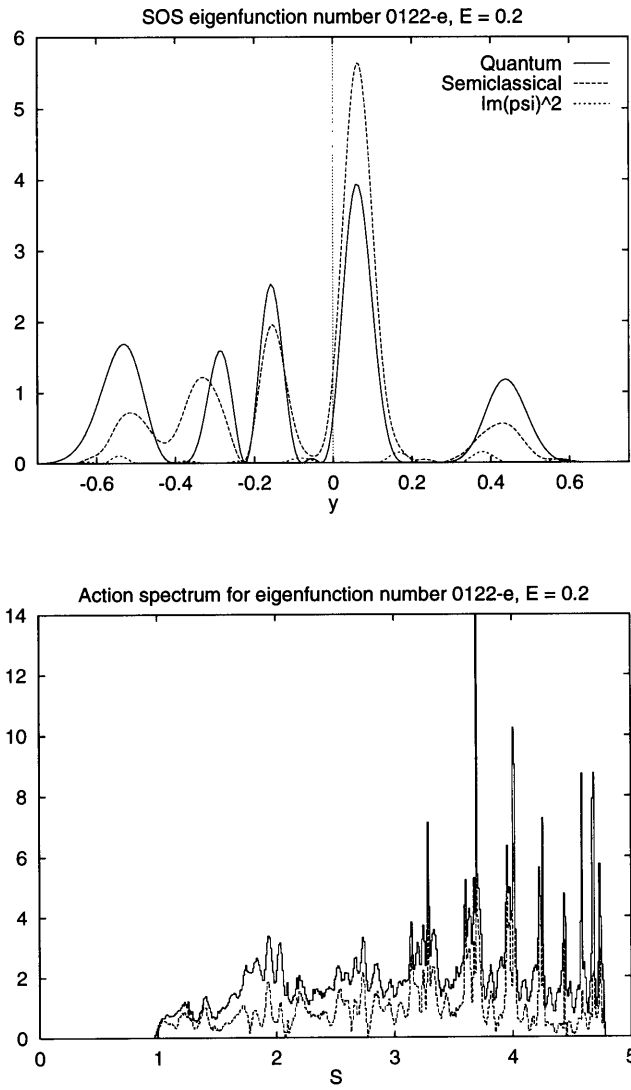 SOS eigenfunction number 0122-e, E = 0.2
6
5
4
3
2
1
0
Quantum
Semiclassical
Im(psi)^2
-0.6 -0.4 -0.2 0 0.2 0.4 0.6
y
Action spectrum for eigenfunction number 0122-e, E = 0.2
14
12
10
8
6
4
2
0
0 1 2 3 4 5
S